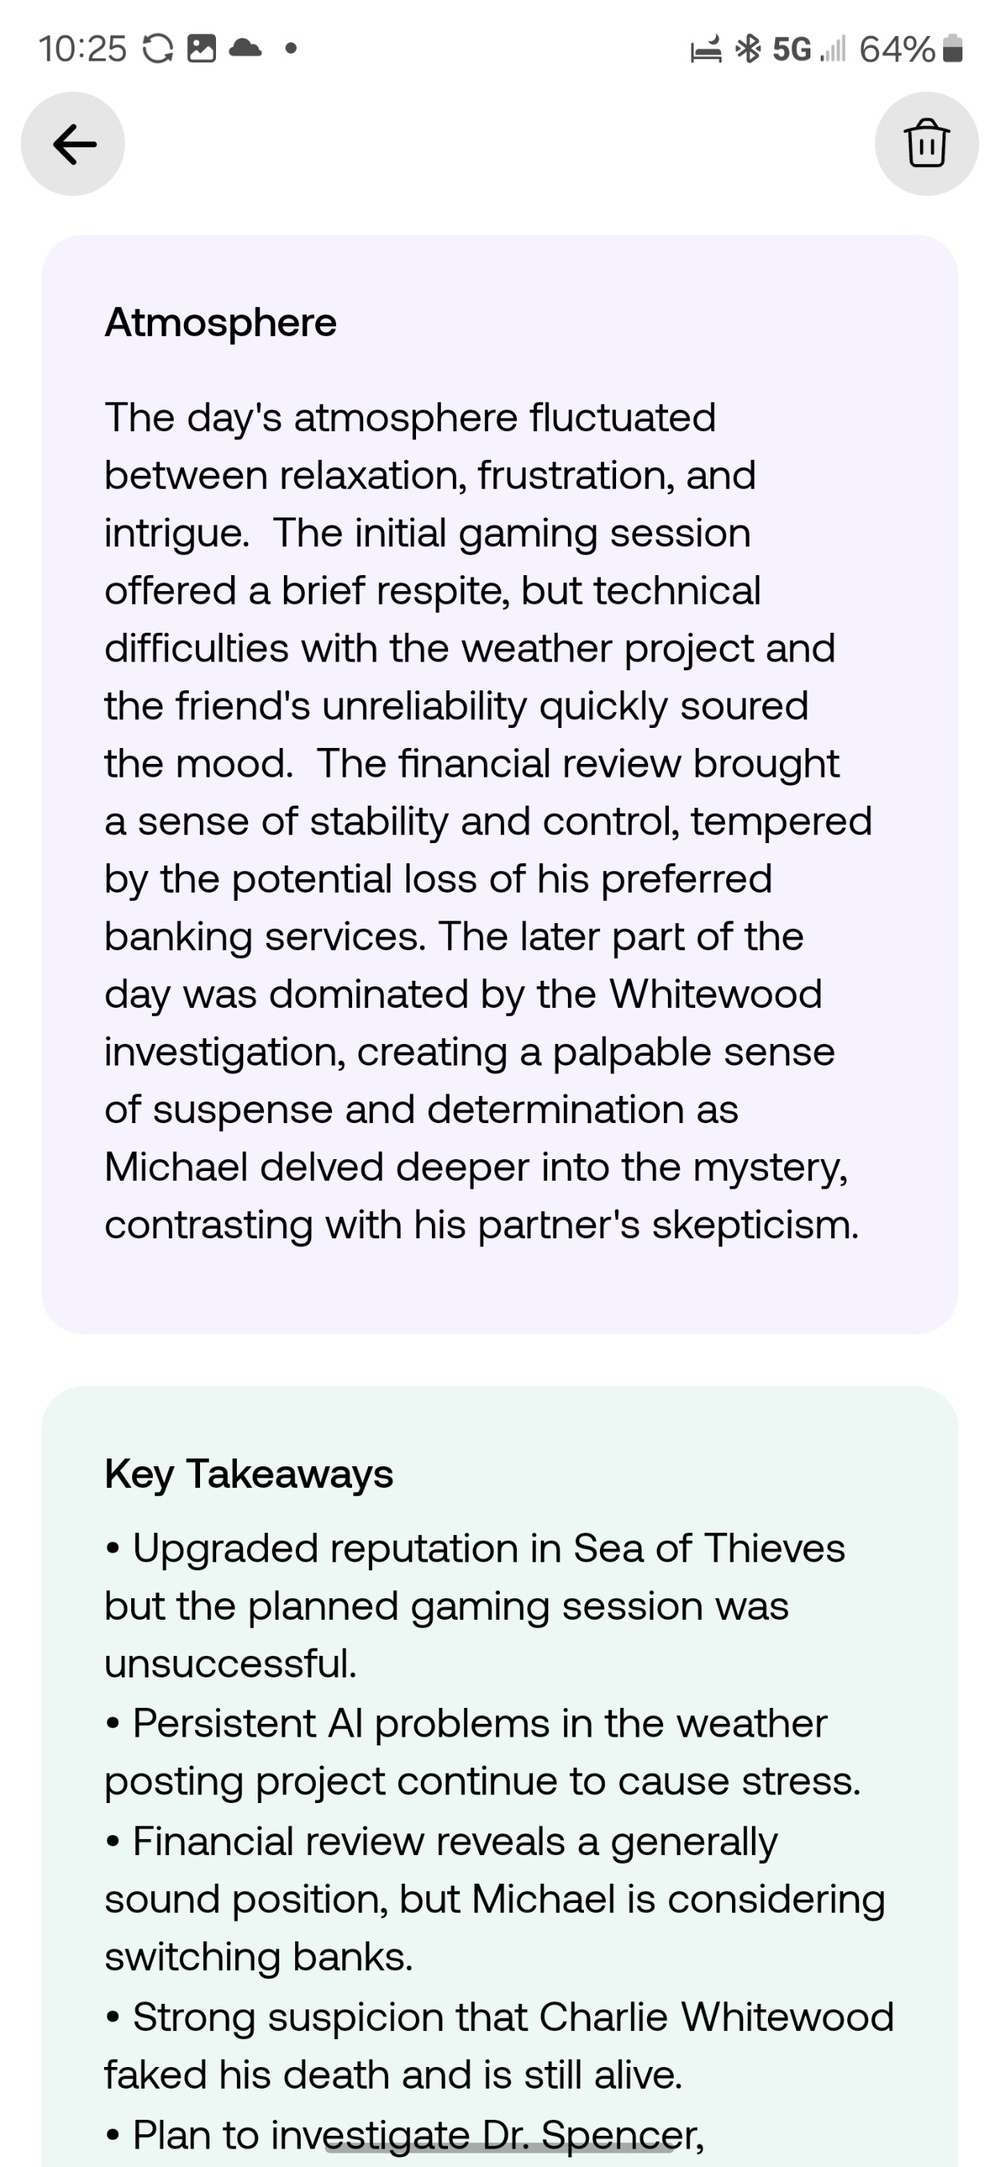 10:25
5G 64%
Atmosphere
The day's atmosphere fluctuated
between relaxation, frustration, and
intrigue.  The initial gaming session
offered a brief respite, but technical
difficulties with the weather project and
the friend's unreliability quickly soured
the mood.  The financial review brought
a sense of stability and control, tempered
by the potential loss of his preferred
banking services. The later part of the
day was dominated by the Whitewood
investigation, creating a palpable sense
of suspense and determination as
Michael delved deeper into the mystery,
contrasting with his partner's skepticism.
Key Takeaways
• Upgraded reputation in Sea of Thieves
but the planned gaming session was
unsuccessful.
• Persistent AI problems in the weather
posting project continue to cause stress.
• Financial review reveals a generally
sound position, but Michael is considering
switching banks.
• Strong suspicion that Charlie Whitewood
faked his death and is still alive.
• Plan to investigate Dr. Spencer,